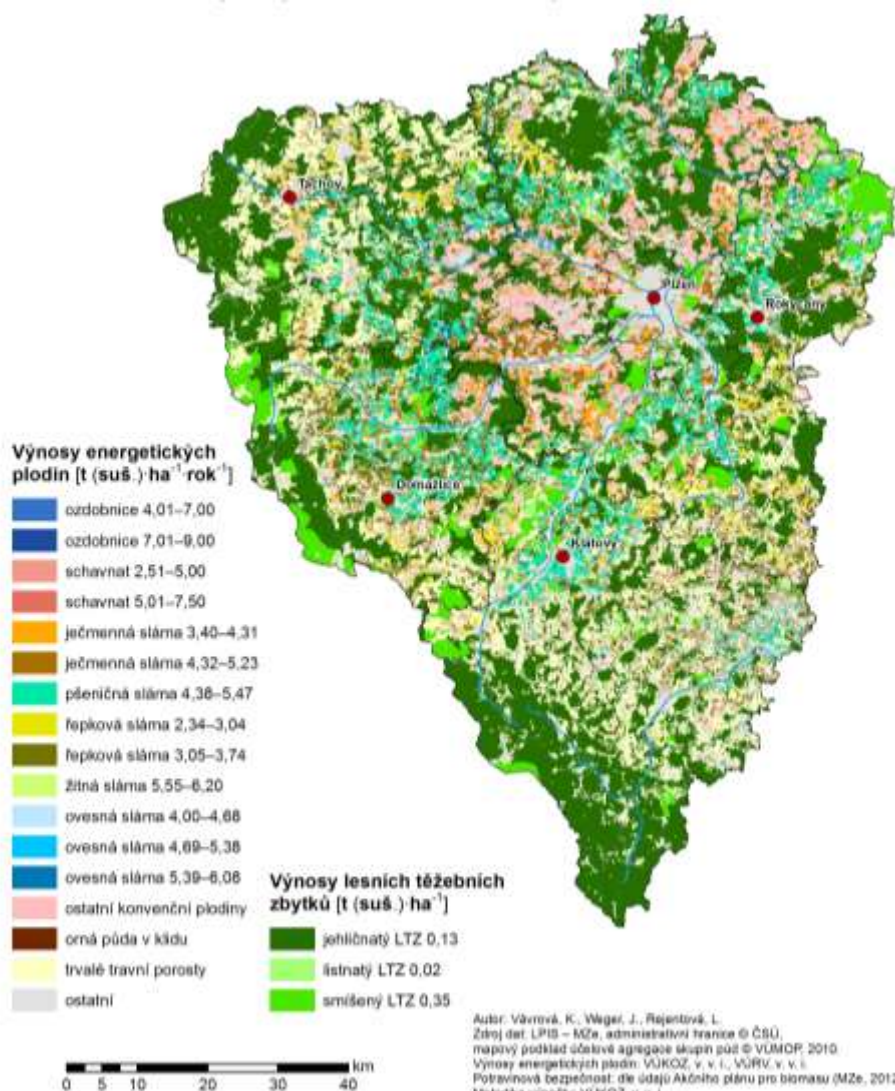 Tachov
Plzeň
Rokycany
Domažlice
Klatovy
Výnosy energetických
plodin [t (suš.)·ha⁻¹·rok⁻¹]
ozdobnice 4,01–7,00
ozdobnice 7,01–9,00
schavnat 2,51–5,00
schavnat 5,01–7,50
ječmenná sláma 3,40–4,31
ječmenná sláma 4,32–5,23
pšeničná sláma 4,38–5,47
řepková sláma 2,34–3,04
řepková sláma 3,05–3,74
žitná sláma 5,55–6,20
ovesná sláma 4,00–4,68
ovesná sláma 4,69–5,38
ovesná sláma 5,39–6,08
ostatní konvenční plodiny
orná půda v klidu
trvalé travní porosty
ostatní
Výnosy lesních těžebních
zbytků [t (suš.)·ha⁻¹]
jehličnatý LTZ 0,13
listnatý LTZ 0,02
smíšený LTZ 0,35
km
0 5 10 20 30 40
Autor: Vávrová, K., Weger, J., Rejentová, L.
Zdroj dat: LPIS – MZe, administrativní hranice © ČSÚ,
mapový podklad účelové agregace skupin půd © VÚMOP, 2010.
Výnosy energetických plodin: VÚKOZ, v. v. i., VÚRV, v. v. i.
Potravinová bezpečnost: dle údajů Akčního plánu pro biomasu (MZe,